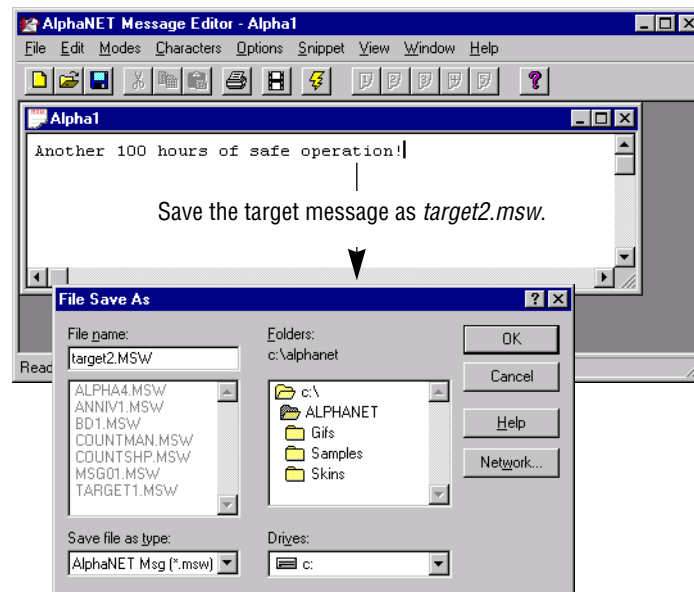 AlphaNET Message Editor - Alpha1
File Edit Modes Characters Options Snippet View Window Help
Alpha1
Another 100 hours of safe operation!
Save the target message as target2.msw.
Read
File Save As
File name:
target2.MSW
ALPHA4.MSW
ANNIV1.MSW
BD1.MSW
COUNTMAN.MSW
COUNTSHP.MSW
MSG01.MSW
TARGET1.MSW
Save file as type:
AlphaNET Msg (*.msw)
Folders:
c:\alphanet
c:\
ALPHANET
Gifs
Samples
Skins
Drives:
c:
OK
Cancel
Help
Network...